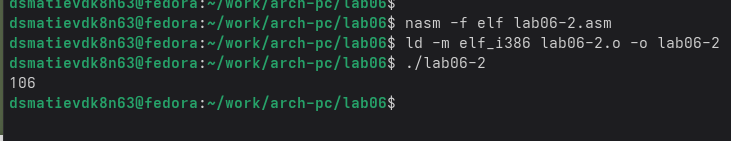 dsmatievdk8n63@fedora:~/work/arch-pc/lab06$
dsmatievdk8n63@fedora:~/work/arch-pc/lab06$ nasm -f elf lab06-2.asm
dsmatievdk8n63@fedora:~/work/arch-pc/lab06$ ld -m elf_i386 lab06-2.o -o lab06-2
dsmatievdk8n63@fedora:~/work/arch-pc/lab06$ ./lab06-2
106
dsmatievdk8n63@fedora:~/work/arch-pc/lab06$